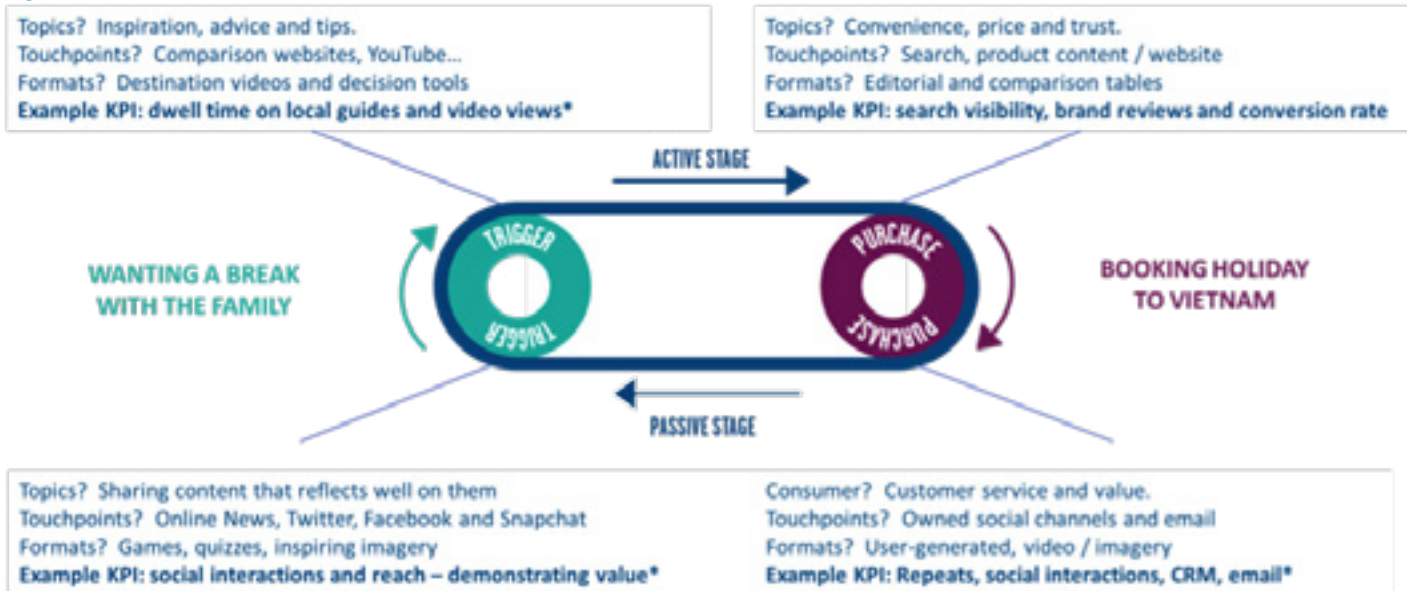 Topics? Inspiration, advice and tips.
Touchpoints? Comparison websites, YouTube...
Formats? Destination videos and decision tools
Example KPI: dwell time on local guides and video views*
Topics? Convenience, price and trust.
Touchpoints? Search, product content / website
Formats? Editorial and comparison tables
Example KPI: search visibility, brand reviews and conversion rate
ACTIVE STAGE
TRIGGER
TRIGGER
PURCHASE
PURCHASE
WANTING A BREAK
WITH THE FAMILY
BOOKING HOLIDAY
TO VIETNAM
PASSIVE STAGE
Topics? Sharing content that reflects well on them
Touchpoints? Online News, Twitter, Facebook and Snapchat
Formats? Games, quizzes, inspiring imagery
Example KPI: social interactions and reach – demonstrating value*
Consumer? Customer service and value.
Touchpoints? Owned social channels and email
Formats? User-generated, video / imagery
Example KPI: Repeats, social interactions, CRM, email*